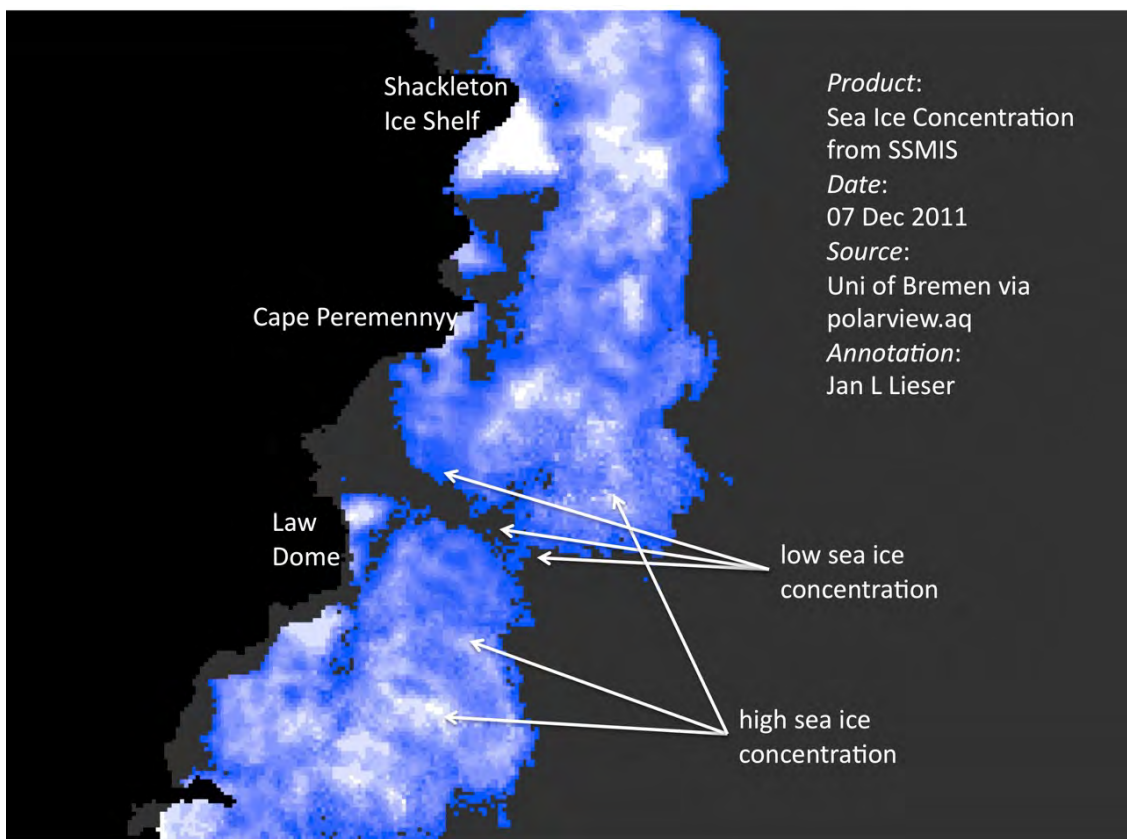 Shackleton
Ice Shelf
Product:
Sea Ice Concentration
from SSMIS
Date:
07 Dec 2011
Source:
Uni of Bremen via
polarview.aq
Annotation:
Jan L Lieser
Cape Peremennyy
Law
Dome
low sea ice
concentration
high sea ice
concentration